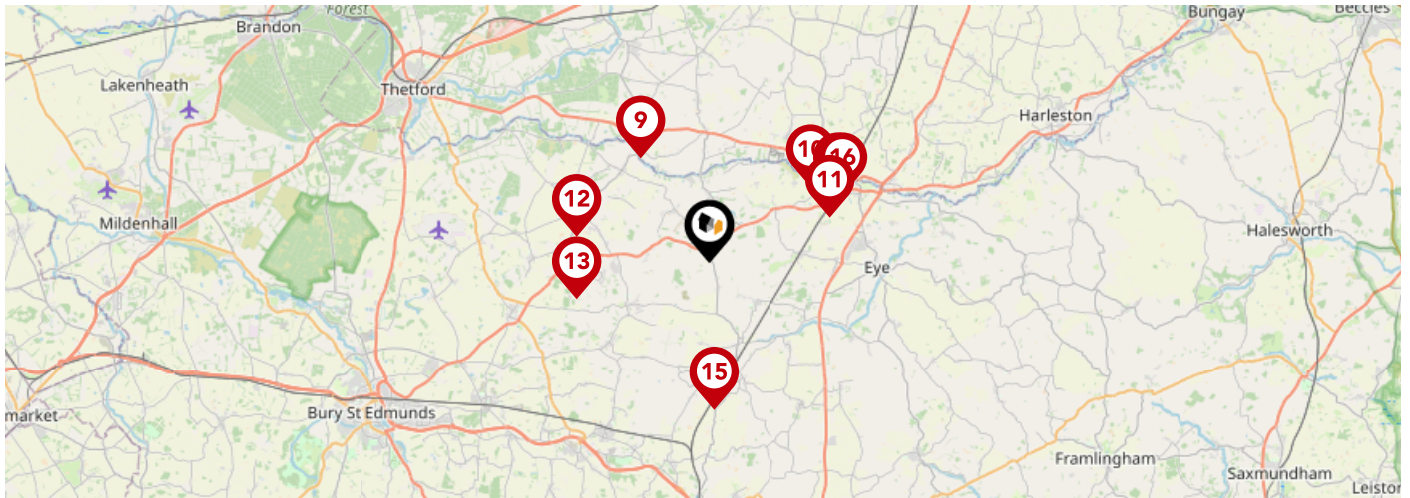 Forest
Bungay
Beccles
Brandon
Lakenheath
Thetford
Harleston
9
10
16
11
12
Mildenhall
Halesworth
13
Eye
15
market
Bury St Edmunds
Framlingham
Saxmundham
Leiston